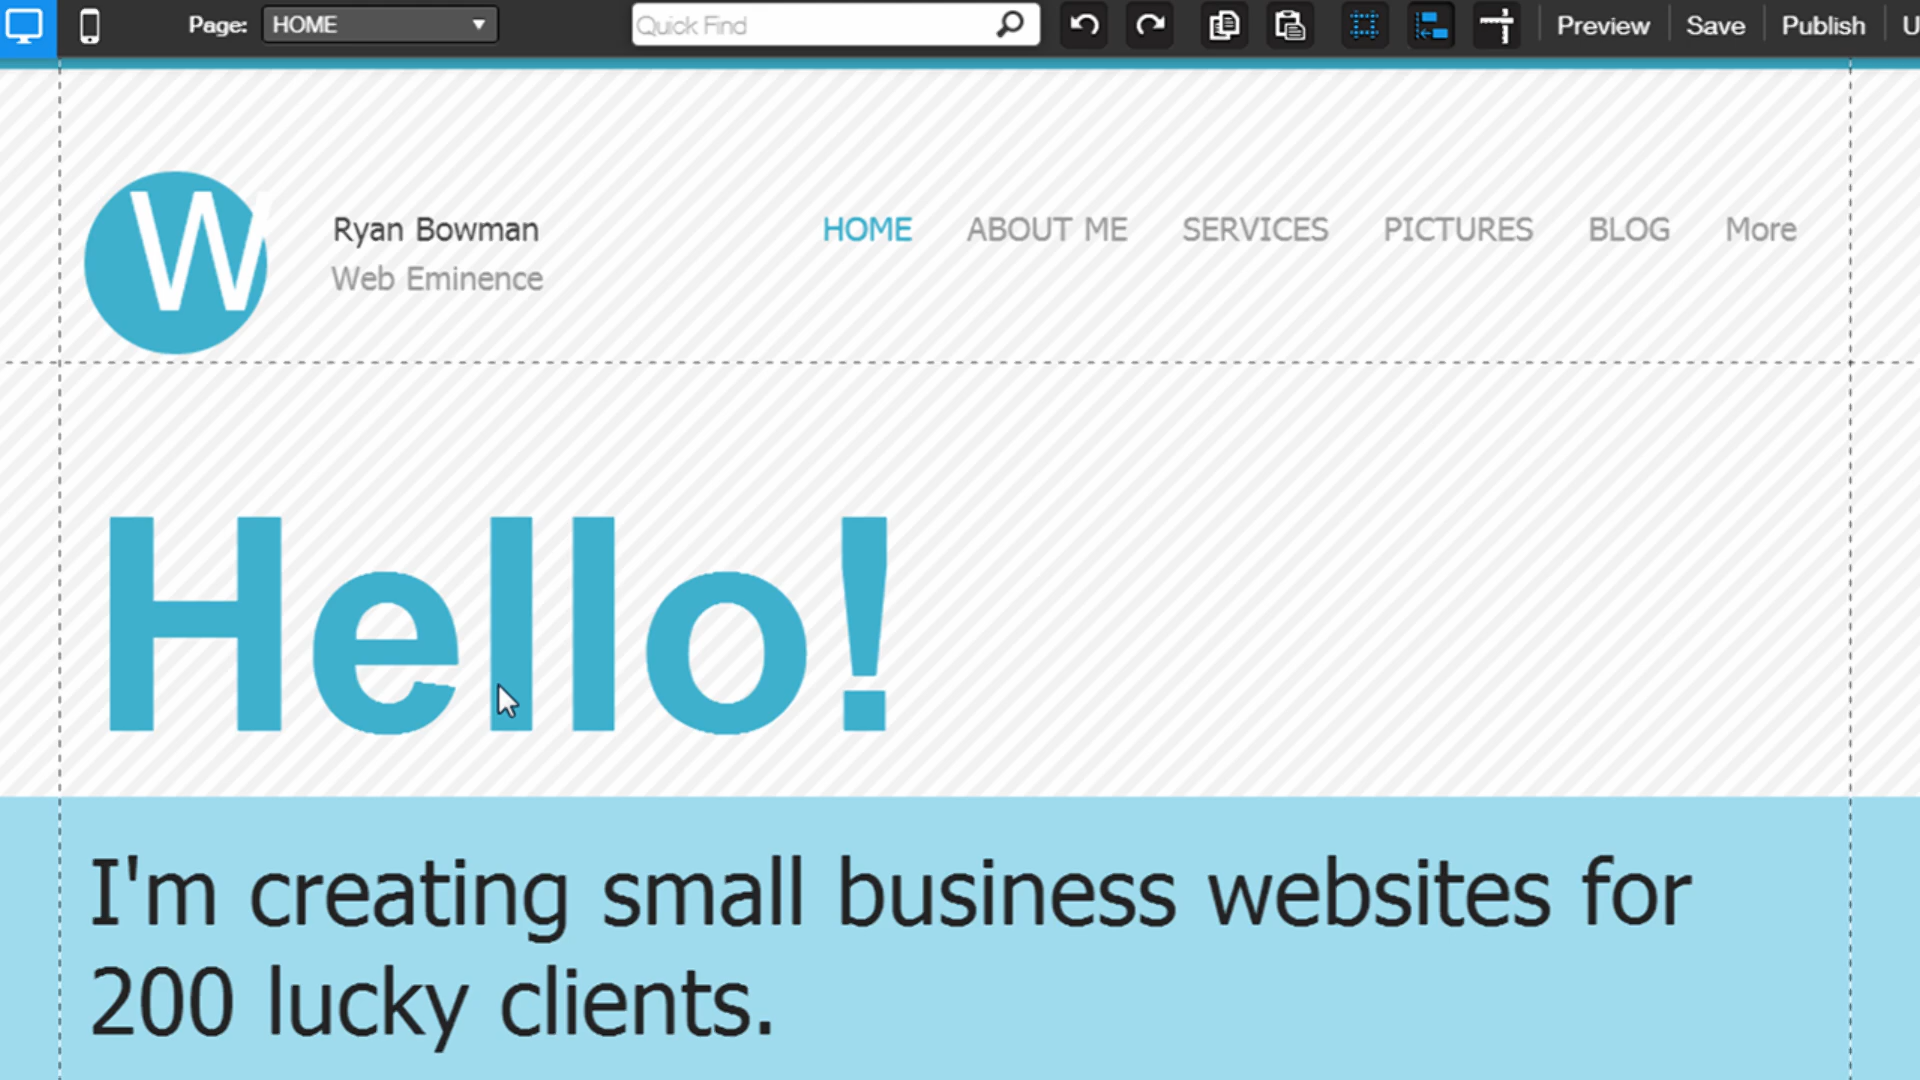 Page: HOME Quick Find Preview Save Publish
W
Ryan Bowman
Web Eminence
HOME ABOUT ME SERVICES PICTURES BLOG More
Hello!
I'm creating small business websites for
200 lucky clients.